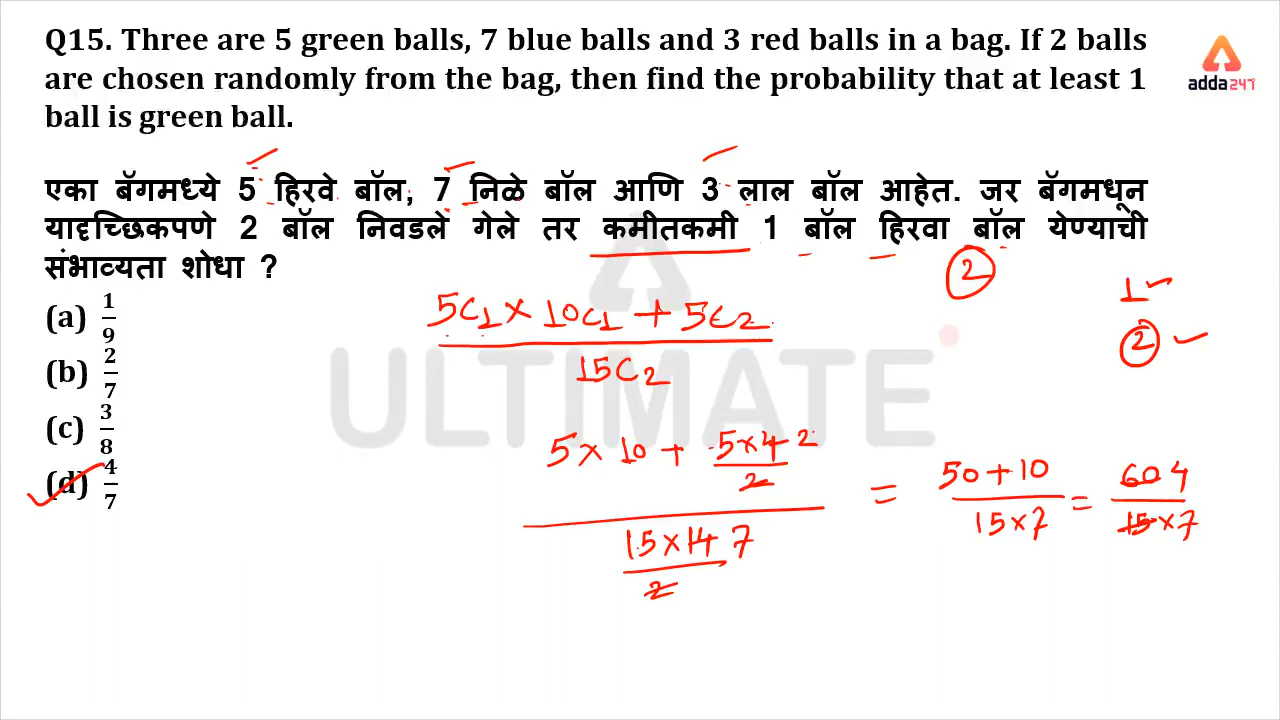 Q15. Three are 5 green balls, 7 blue balls and 3 red balls in a bag. If 2 balls
are chosen randomly from the bag, then find the probability that at least 1
ball is green ball.
adda247
एका बॅगमध्ये 5 हिरवे बॉल, 7 निळे बॉल आणि 3 लाल बॉल आहेत. जर बॅगमधून
यादृच्छिकपणे 2 बॉल निवडले गेले तर कमीतकमी 1 बॉल हिरवा बॉल येण्याची
संभाव्यता शोधा ?
2
1
2
(a) 1/9
(b) 2/7
(c) 3/8
(d) 4/7
5C1 × 10C1 + 5C2
15C2
ULTIMATE
5 × 10 + 5×4 2
2
15 × 14 7
2
= 50 + 10 = 60 4
15 × 7 15 × 7